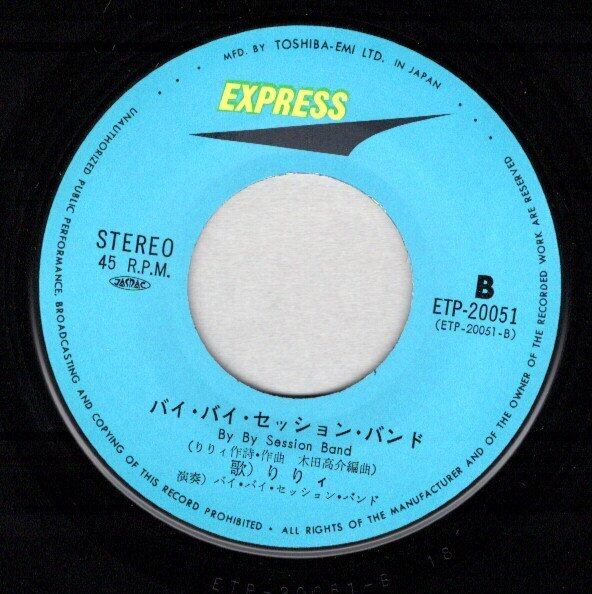 MFD. BY TOSHIBA-EMI LTD. IN JAPAN
EXPRESS
STEREO
45 R.P.M.
JASRAC
B
ETP-20051
(ETP-20051-B)
バイ・バイ・セッション・バンド
By By Session Band
(りりィ作詩・作曲 木田高介編曲)
歌) りりィ
演奏) バイ・バイ・セッション・バンド
UNAUTHORIZED PUBLIC PERFORMANCE, BROADCASTING AND COPYING OF THIS RECORD PROHIBITED • ALL RIGHTS OF THE MANUFACTURER AND OF THE OWNER OF THE RECORDED WORK ARE RESERVED
ETP-20051-B 18